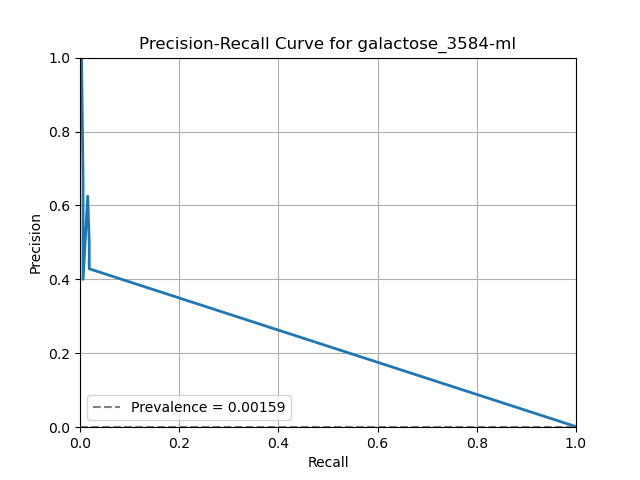 Precision-Recall Curve for galactose_3584-ml
1.0
0.8
0.6
0.4
0.2
0.0
Precision
Prevalence = 0.00159
0.0 0.2 0.4 0.6 0.8 1.0
Recall